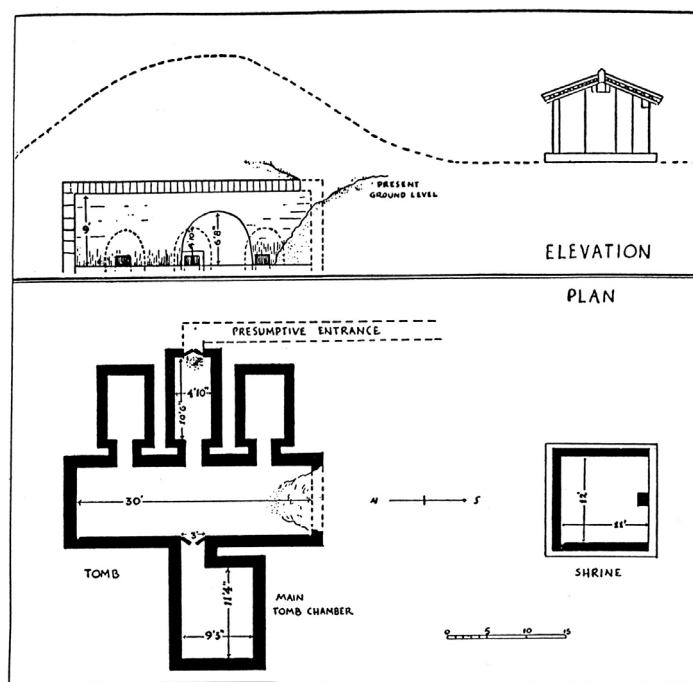 PRESENT
GROUND LEVEL
9'
4'10"
6'8"
ELEVATION
PLAN
PRESUMPTIVE ENTRANCE
4'10"
10'6"
30'
N
S
3'
12'
11'
TOMB
MAIN
TOMB CHAMBER
11'4"
9'5"
SHRINE
0 5 10 15